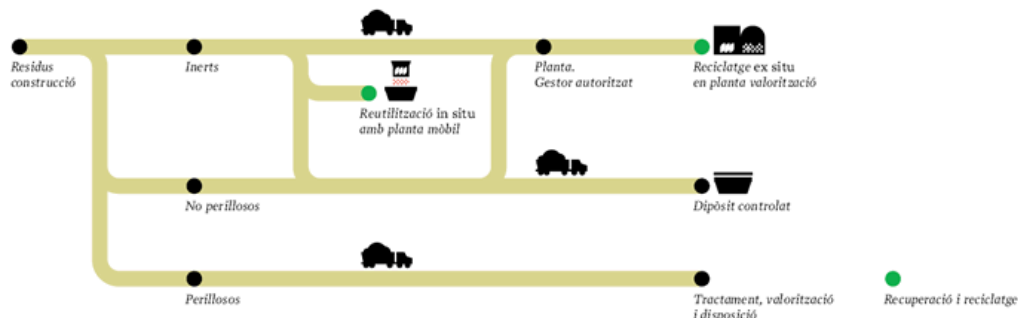 Residus
construcció
Inerts
Planta.
Gestor autoritzat
Reciclatge ex situ
en planta valorització
Reutilització in situ
amb planta mòbil
No perillosos
Dipòsit controlat
Perillosos
Tractament, valorització
i disposició
Recuperació i reciclatge